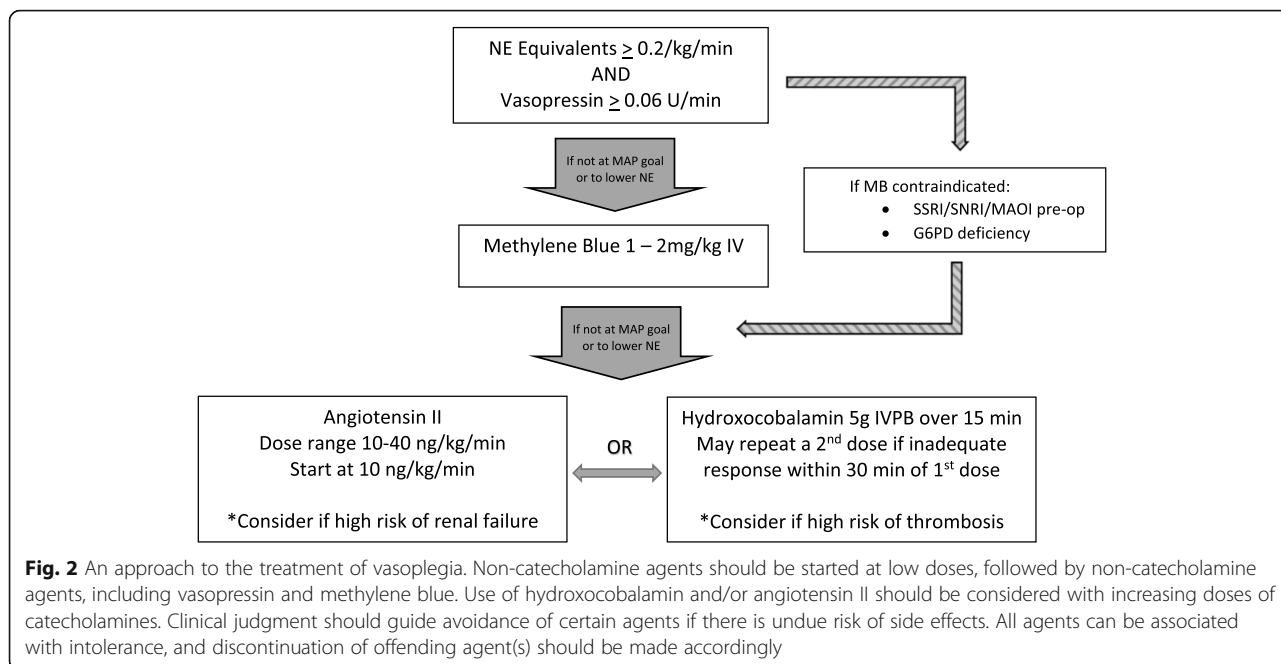 NE Equivalents ≥ 0.2/kg/min
AND
Vasopressin ≥ 0.06 U/min
If not at MAP goal
or to lower NE
If MB contraindicated:
• SSRI/SNRI/MAOI pre-op
• G6PD deficiency
Methylene Blue 1 – 2mg/kg IV
If not at MAP goal
or to lower NE
Angiotensin II
Dose range 10-40 ng/kg/min
Start at 10 ng/kg/min
*Consider if high risk of renal failure
OR
Hydroxocobalamin 5g IVPB over 15 min
May repeat a 2nd dose if inadequate
response within 30 min of 1st dose
*Consider if high risk of thrombosis
Fig. 2 An approach to the treatment of vasoplegia. Non-catecholamine agents should be started at low doses, followed by non-catecholamine
agents, including vasopressin and methylene blue. Use of hydroxocobalamin and/or angiotensin II should be considered with increasing doses of
catecholamines. Clinical judgment should guide avoidance of certain agents if there is undue risk of side effects. All agents can be associated
with intolerance, and discontinuation of offending agent(s) should be made accordingly